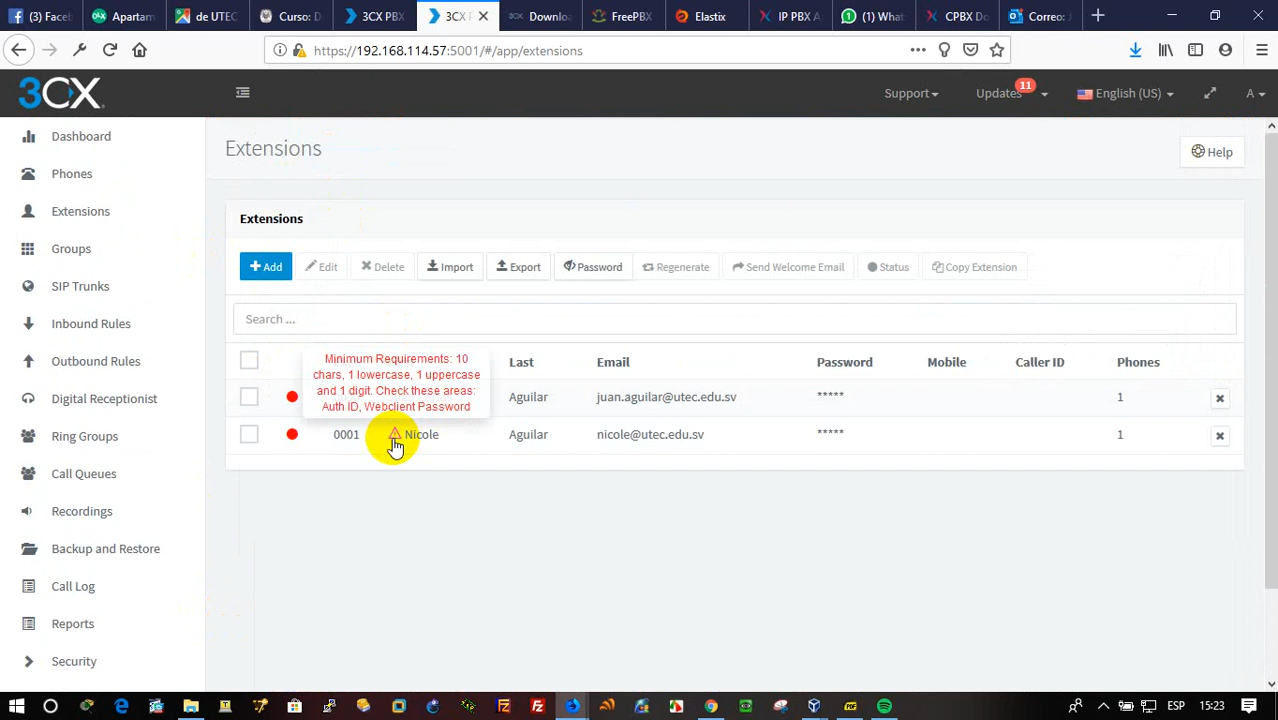 (3) Faceb
Apartam
de UTEC
Curso: D
3CX PBX
3CX P
Downlo
FreePBX
Elastix
IP PBX A
(1) What
CPBX Do
Correo: J
https://192.168.114.57:5001/#/app/extensions
3CX
Support
Updates
11
English (US)
A
Dashboard
Phones
Extensions
Groups
SIP Trunks
Inbound Rules
Outbound Rules
Digital Receptionist
Ring Groups
Call Queues
Recordings
Backup and Restore
Call Log
Reports
Security
Extensions
Help
Extensions
Add
Edit
Delete
Import
Export
Password
Regenerate
Send Welcome Email
Status
Copy Extension
Search ...
Minimum Requirements: 10
chars, 1 lowercase, 1 uppercase
and 1 digit. Check these areas:
Auth ID, Webclient Password
Last Email Password Mobile Caller ID Phones
Aguilar juan.aguilar@utec.edu.sv ***** 1
0001 Nicole Aguilar nicole@utec.edu.sv ***** 1
ESP 15:23